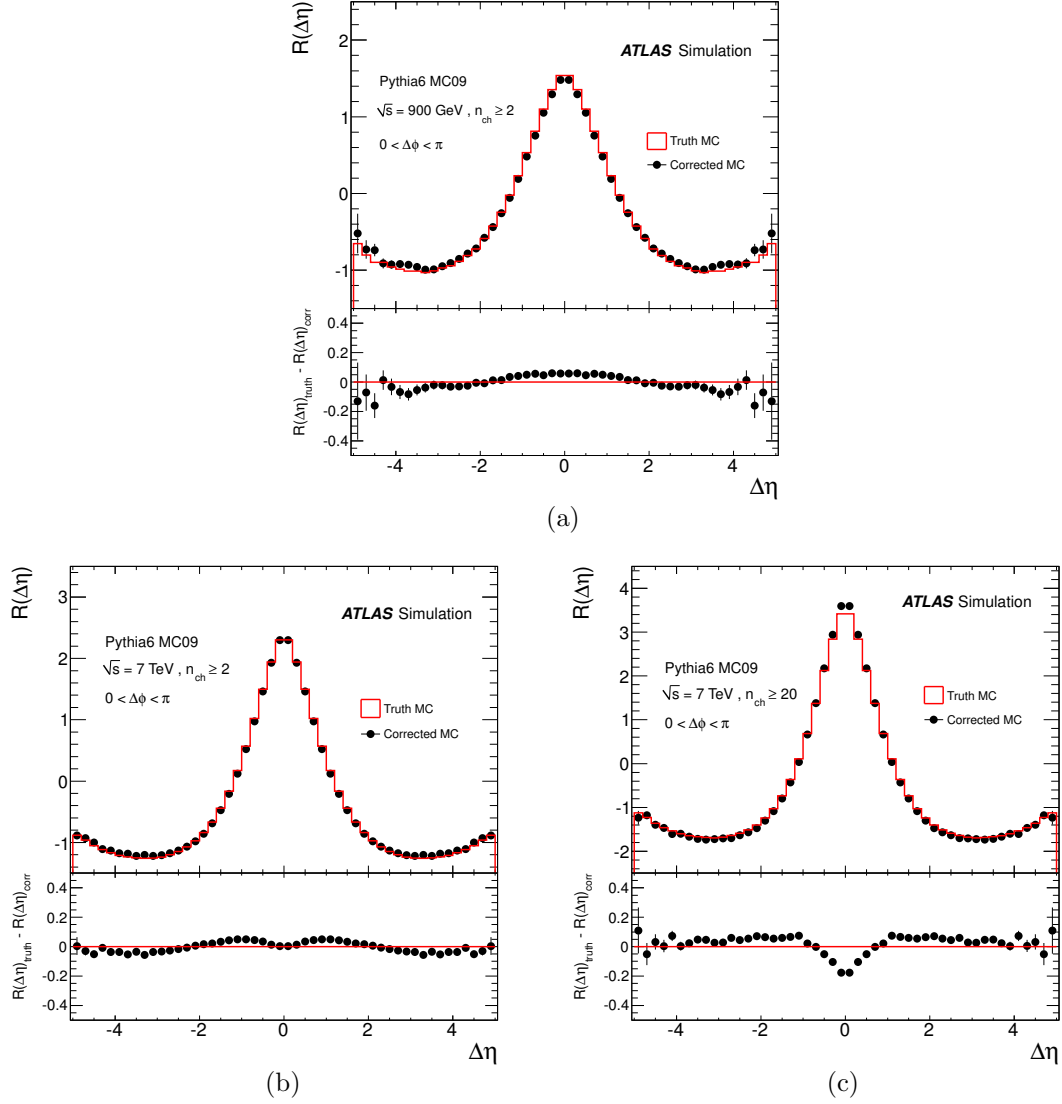 R(Δη)
ATLAS Simulation
Pythia6 MC09
√s = 900 GeV , n_ch ≥ 2
0 < Δϕ < π
Truth MC
Corrected MC
2
1
0
-1
R(Δη)_truth - R(Δη)_corr
0.4
0.2
0
-0.2
-0.4
-4 -2 0 2 4
Δη
(a)
R(Δη)
ATLAS Simulation
Pythia6 MC09
√s = 7 TeV , n_ch ≥ 2
0 < Δϕ < π
Truth MC
Corrected MC
3
2
1
0
-1
R(Δη)_truth - R(Δη)_corr
0.4
0.2
0
-0.2
-0.4
-4 -2 0 2 4
Δη
(b)
R(Δη)
ATLAS Simulation
Pythia6 MC09
√s = 7 TeV , n_ch ≥ 20
0 < Δϕ < π
Truth MC
Corrected MC
4
3
2
1
0
-1
-2
R(Δη)_truth - R(Δη)_corr
0.4
0.2
0
-0.2
-0.4
-4 -2 0 2 4
Δη
(c)